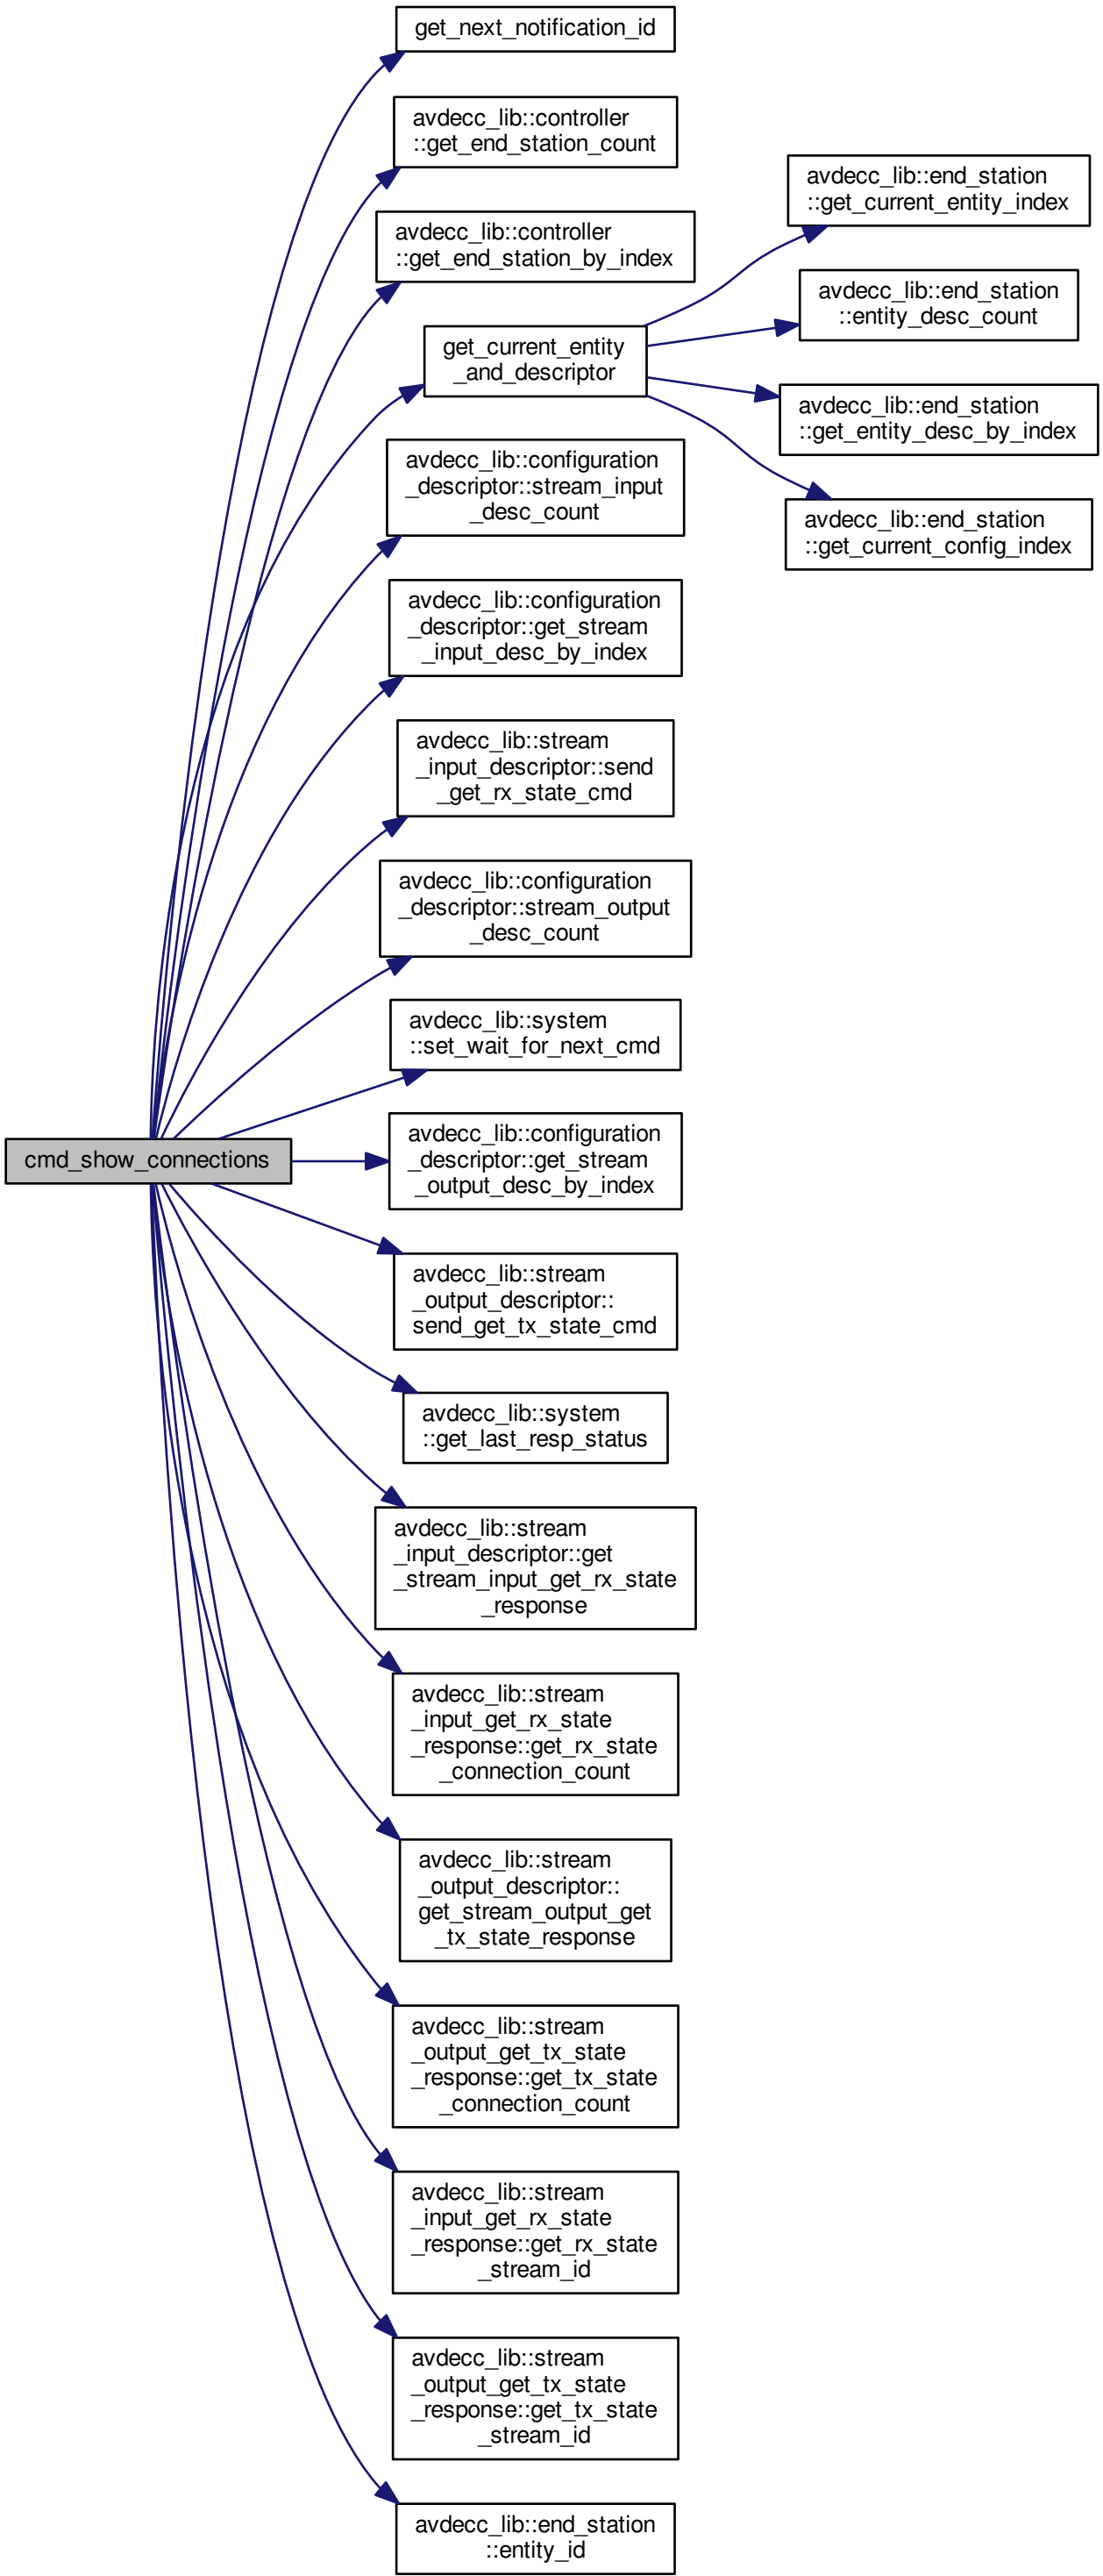 get_next_notification_id
avdecc_lib::controller
::get_end_station_count
avdecc_lib::controller
::get_end_station_by_index
get_current_entity
_and_descriptor
avdecc_lib::end_station
::get_current_entity_index
avdecc_lib::end_station
::entity_desc_count
avdecc_lib::end_station
::get_entity_desc_by_index
avdecc_lib::end_station
::get_current_config_index
avdecc_lib::configuration
_descriptor::stream_input
_desc_count
avdecc_lib::configuration
_descriptor::get_stream
_input_desc_by_index
avdecc_lib::stream
_input_descriptor::send
_get_rx_state_cmd
avdecc_lib::configuration
_descriptor::stream_output
_desc_count
avdecc_lib::system
::set_wait_for_next_cmd
cmd_show_connections
avdecc_lib::configuration
_descriptor::get_stream
_output_desc_by_index
avdecc_lib::stream
_output_descriptor::
send_get_tx_state_cmd
avdecc_lib::system
::get_last_resp_status
avdecc_lib::stream
_input_descriptor::get
_stream_input_get_rx_state
_response
avdecc_lib::stream
_input_get_rx_state
_response::get_rx_state
_connection_count
avdecc_lib::stream
_output_descriptor::
get_stream_output_get
_tx_state_response
avdecc_lib::stream
_output_get_tx_state
_response::get_tx_state
_connection_count
avdecc_lib::stream
_input_get_rx_state
_response::get_rx_state
_stream_id
avdecc_lib::stream
_output_get_tx_state
_response::get_tx_state
_stream_id
avdecc_lib::end_station
::entity_id